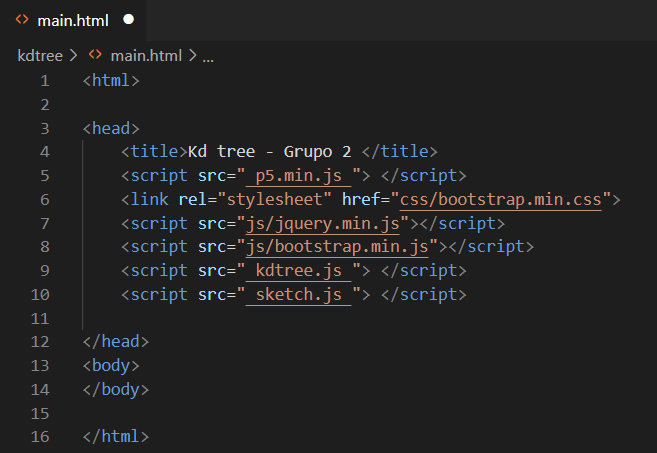 <> main.html ●
kdtree > <> main.html > ...
1 <html>
2
3 <head>
4 <title>Kd tree - Grupo 2 </title>
5 <script src=" p5.min.js "> </script>
6 <link rel="stylesheet" href="css/bootstrap.min.css">
7 <script src="js/jquery.min.js"></script>
8 <script src="js/bootstrap.min.js"></script>
9 <script src=" kdtree.js "> </script>
10 <script src=" sketch.js "> </script>
11
12 </head>
13 <body>
14 </body>
15
16 </html>